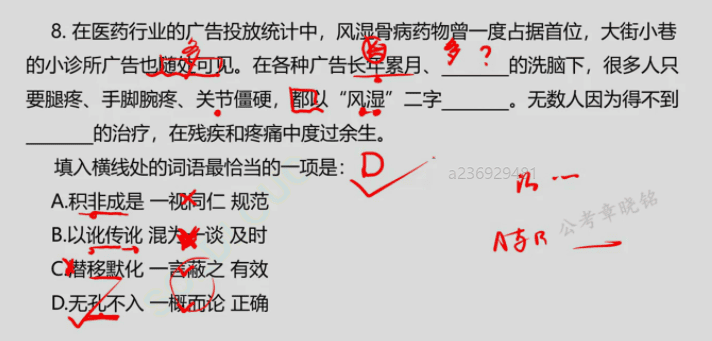 8. 在医药行业的广告投放统计中，风湿骨病药物曾一度占据首位，大街小巷
多
的小诊所广告也随处可见。在各种广告长年累月、______的洗脑下，很多人只
多？
要腿疼、手脚腕疼、关节僵硬，都以“风湿”二字______。无数人因为得不到
______的治疗，在残疾和疼痛中度过余生。
填入横线处的词语最恰当的一项是： D
a236929491
A.积非成是 一视同仁 规范
以…
公考章晓铭
B.以讹传讹 混为一谈 及时
A与B
C.潜移默化 一言蔽之 有效
D.无孔不入 一概而论 正确